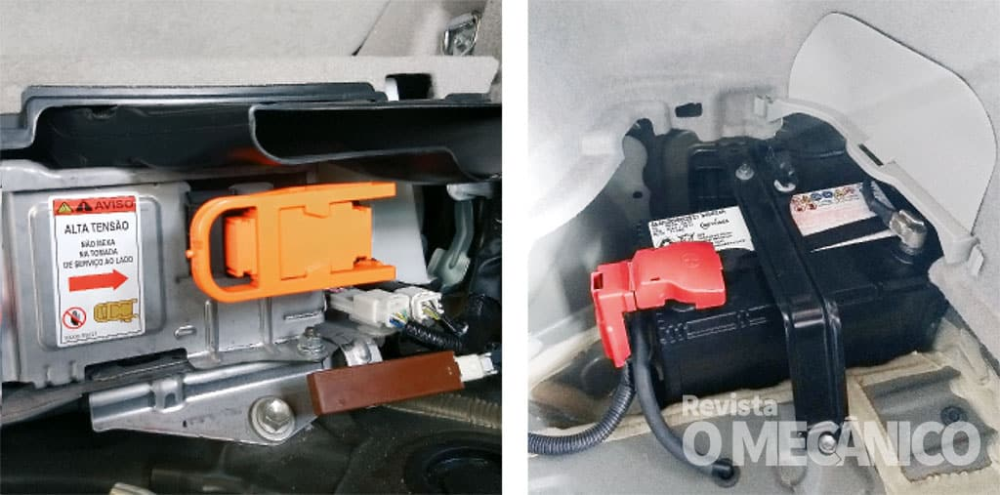 AVISO
ALTA TENSÃO
NÃO MEXA
NA TOMADA
DE SERVIÇO AO LADO
Revista
O MECÂNICO